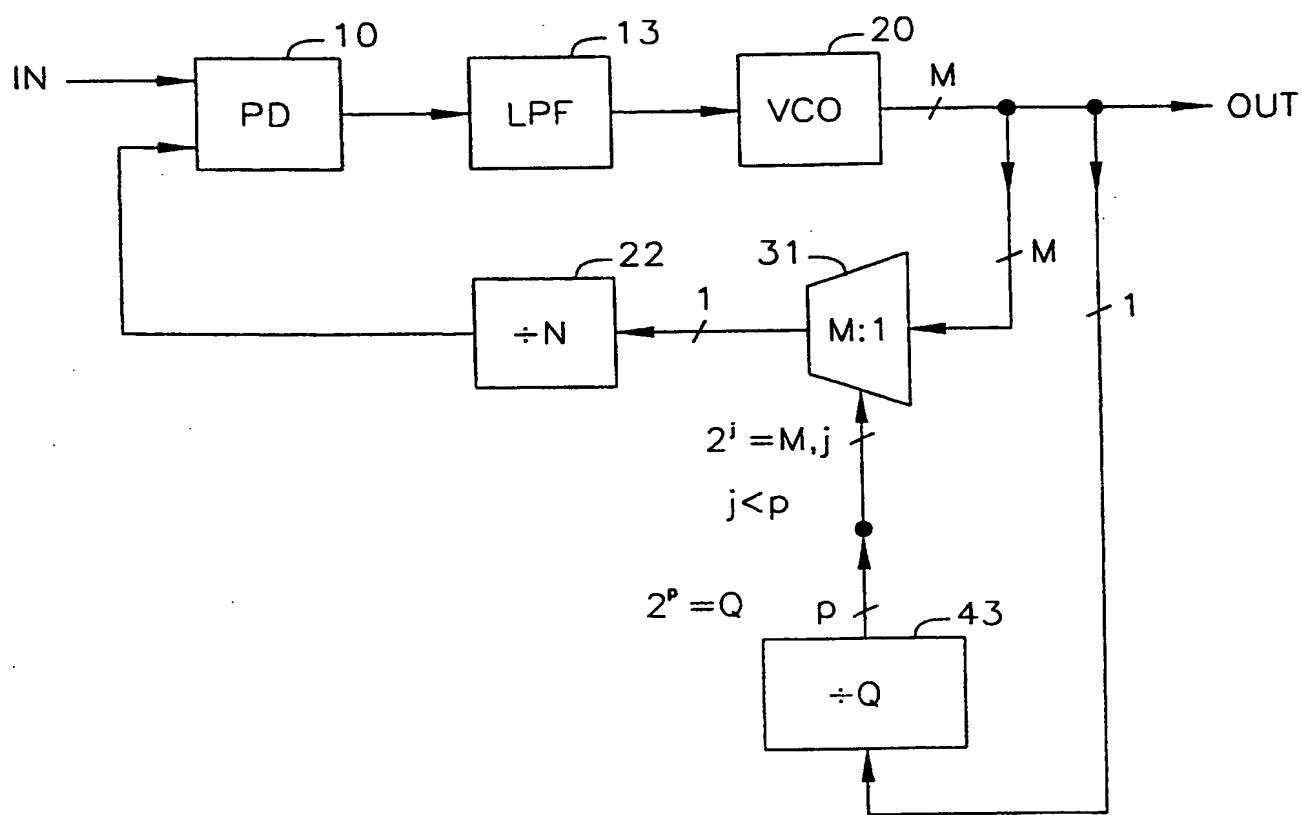 10
13
20
IN
PD
LPF
VCO
M
OUT
22
31
M
1
÷N
1
M:1
2^j=M,j
j<p
2^p=Q
p
43
÷Q